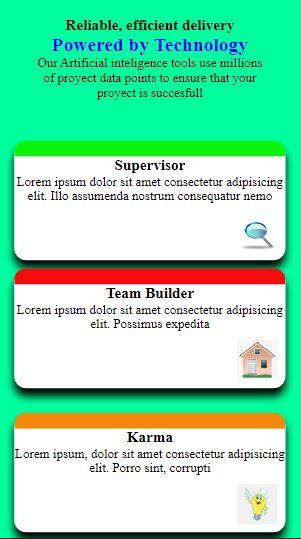 Reliable, efficient delivery
Powered by Technology
Our Artificial inteligence tools use millions
of proyect data points to ensure that your
proyect is succesfull
Supervisor
Lorem ipsum dolor sit amet consectetur adipisicing
elit. Illo assumenda nostrum consequatur nemo
Team Builder
Lorem ipsum dolor sit amet consectetur adipisicing
elit. Possimus expedita
Karma
Lorem ipsum, dolor sit amet consectetur adipisicing
elit. Porro sint, corrupti